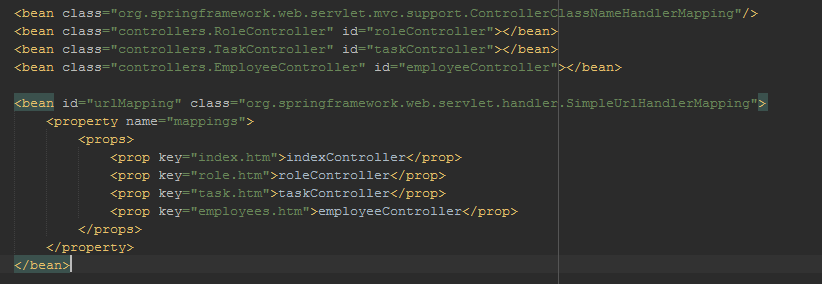 <bean class="org.springframework.web.servlet.mvc.support.ControllerClassNameHandlerMapping"/>
<bean class="controllers.RoleController" id="roleController"></bean>
<bean class="controllers.TaskController" id="taskController"></bean>
<bean class="controllers.EmployeeController" id="employeeController"></bean>
<bean id="urlMapping" class="org.springframework.web.servlet.handler.SimpleUrlHandlerMapping">
<property name="mappings">
<props>
<prop key="index.htm">indexController</prop>
<prop key="role.htm">roleController</prop>
<prop key="task.htm">taskController</prop>
<prop key="employees.htm">employeeController</prop>
</props>
</property>
</bean>